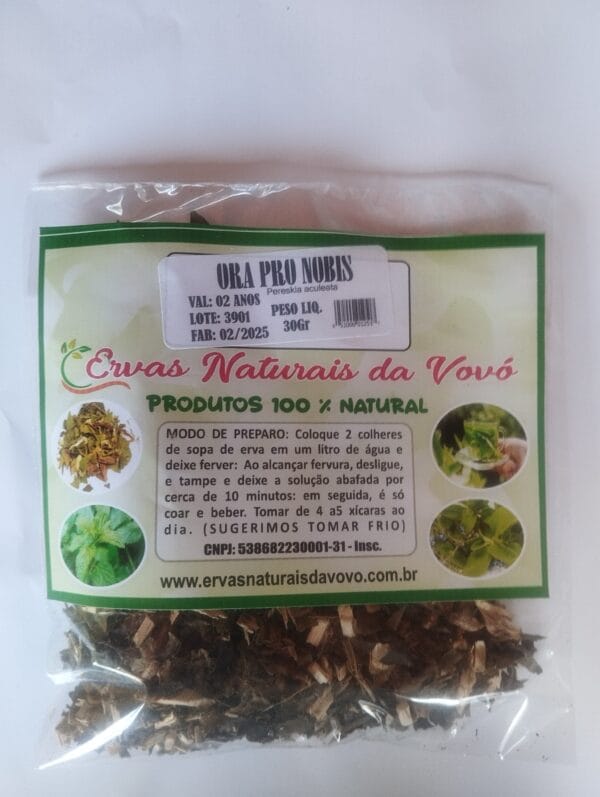 ORA PRO NOBIS
Pereskia aculeata
VAL: 02 ANOS
LOTE: 3901
FAB: 02/2025
PESO LIQ.
30Gr
Ervas Naturais da Vovó
PRODUTOS 100 % NATURAL
MODO DE PREPARO: Coloque 2 colheres
de sopa de erva em um litro de água e
deixe ferver: Ao alcançar fervura, desligue,
e tampe e deixe a solução abafada por
cerca de 10 minutos: em seguida, é só
coar e beber. Tomar de 4 a5 xícaras ao
dia. (SUGERIMOS TOMAR FRIO)
CNPJ: 538682230001-31 - Insc.
www.ervasnaturaisdavovo.com.br